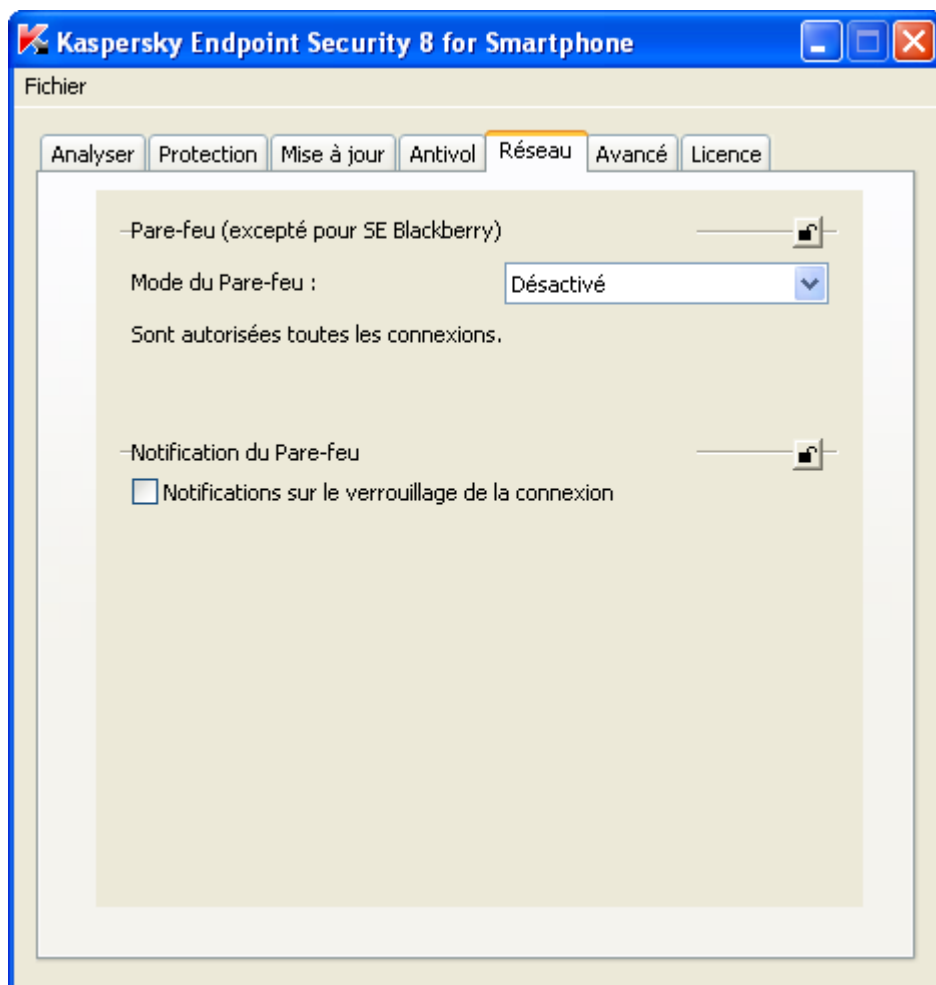 Kaspersky Endpoint Security 8 for Smartphone
Fichier
Analyser Protection Mise à jour Antivol Réseau Avancé Licence
Pare-feu (excepté pour SE Blackberry)
Mode du Pare-feu : Désactivé
Sont autorisées toutes les connexions.
Notification du Pare-feu
Notifications sur le verrouillage de la connexion